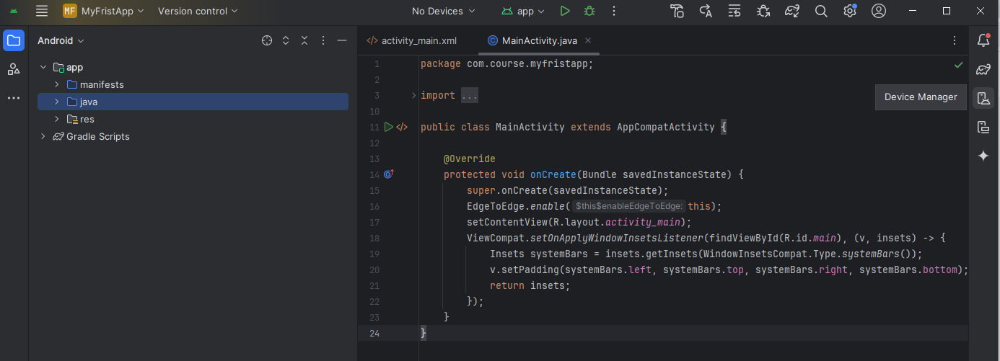 MF MyFristApp Version control No Devices app
Android
app
manifests
java
res
Gradle Scripts
activity_main.xml MainActivity.java
1 package com.course.myfristapp;
2
3 import ...
10
11 public class MainActivity extends AppCompatActivity {
12
13 @Override
14 protected void onCreate(Bundle savedInstanceState) {
15 super.onCreate(savedInstanceState);
16 EdgeToEdge.enable( $this$enableEdgeToEdge: this);
17 setContentView(R.layout.activity_main);
18 ViewCompat.setOnApplyWindowInsetsListener(findViewById(R.id.main), (v, insets) -> {
19 Insets systemBars = insets.getInsets(WindowInsetsCompat.Type.systemBars());
20 v.setPadding(systemBars.left, systemBars.top, systemBars.right, systemBars.bottom);
21 return insets;
22 });
23 }
24 }
Device Manager